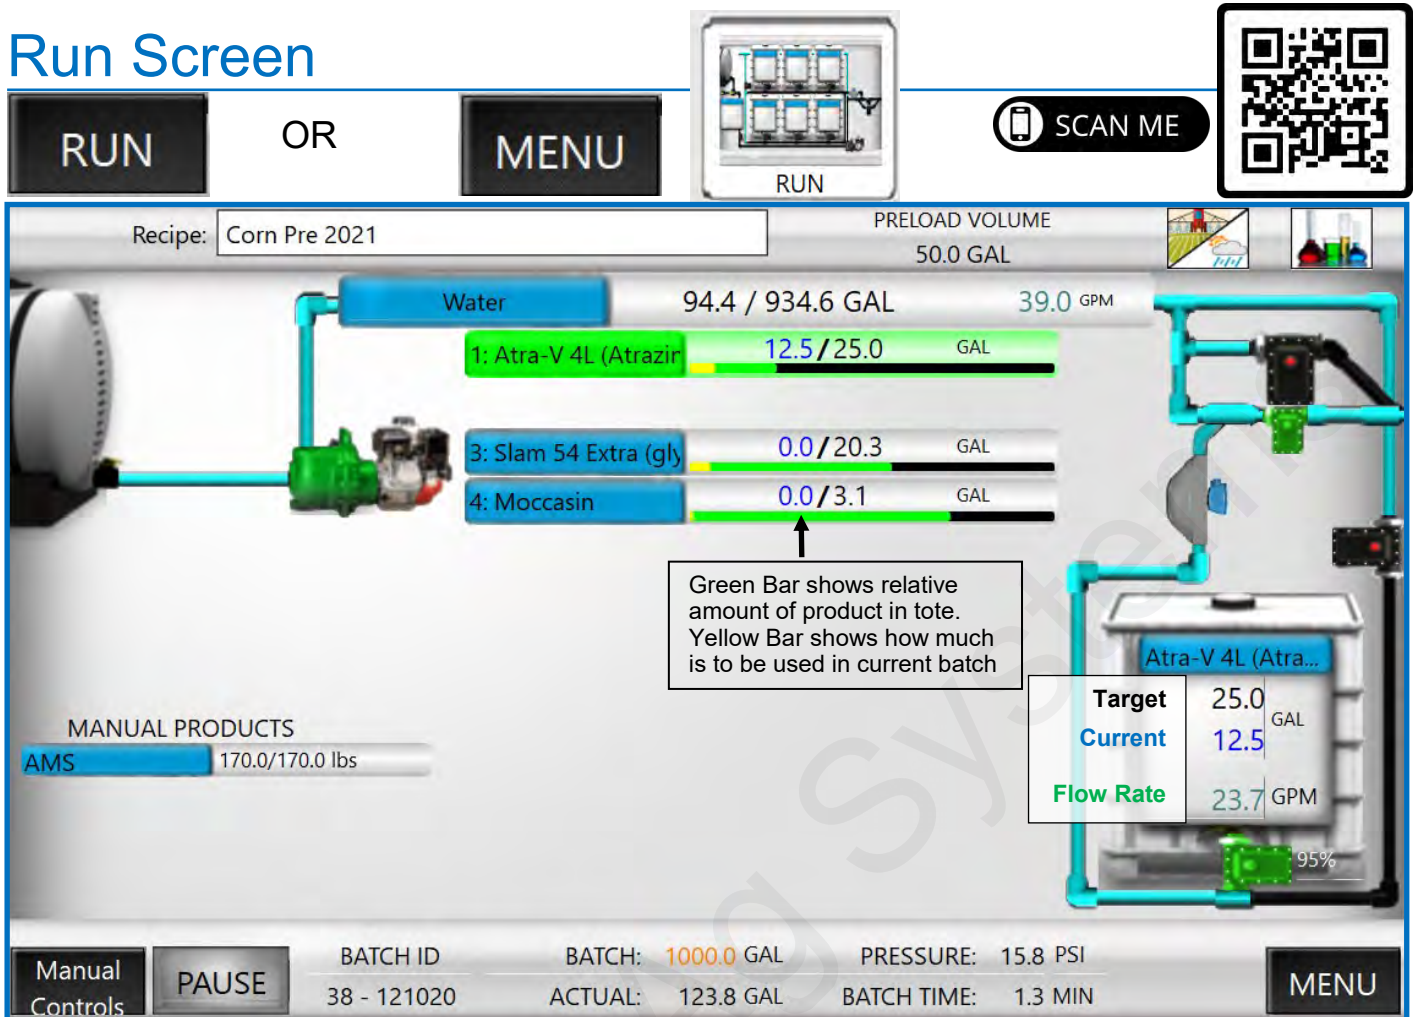 Run Screen
RUN
OR
MENU
RUN
SCAN ME
Recipe: Corn Pre 2021
PRELOAD VOLUME
50.0 GAL
Water 94.4 / 934.6 GAL 39.0 GPM
1: Atra-V 4L (Atrazin 12.5/25.0 GAL
3: Slam 54 Extra (gly 0.0/20.3 GAL
4: Moccasin 0.0/3.1 GAL
Green Bar shows relative
amount of product in tote.
Yellow Bar shows how much
is to be used in current batch
Atra-V 4L (Atra...
Target 25.0
GAL
Current 12.5
Flow Rate 23.7 GPM
95%
MANUAL PRODUCTS
AMS 170.0/170.0 lbs
Manual
Controls
PAUSE
BATCH ID
38 - 121020
BATCH: 1000.0 GAL
ACTUAL: 123.8 GAL
PRESSURE: 15.8 PSI
BATCH TIME: 1.3 MIN
MENU
Ag Systems